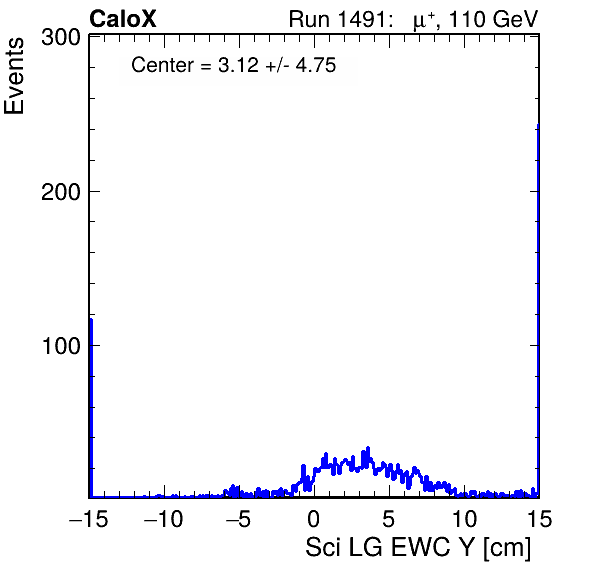 CaloX Run 1491: μ⁺, 110 GeV
Center = 3.12 +/- 4.75
Events
300
200
100
−15 −10 −5 0 5 10 15
Sci LG EWC Y [cm]